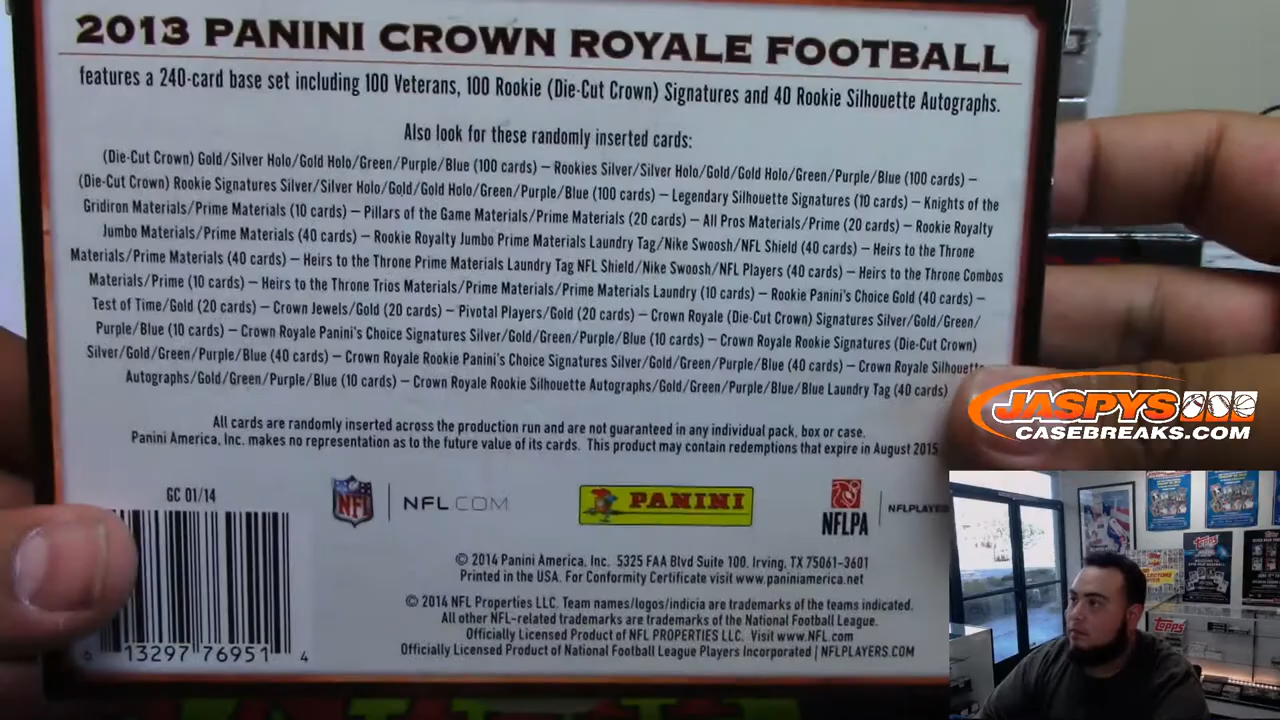 2013 PANINI CROWN ROYALE FOOTBALL
features a 240-card base set including 100 Veterans, 100 Rookie (Die-Cut Crown) Signatures and 40 Rookie Silhouette Autographs.
Also look for these randomly inserted cards:
(Die-Cut Crown) Gold/Silver Holo/Gold Holo/Green/Purple/Blue (100 cards) – Rookies Silver/Silver Holo/Gold/Gold Holo/Green/Purple/Blue (100 cards) –
(Die-Cut Crown) Rookie Signatures Silver/Silver Holo/Gold/Gold Holo/Green/Purple/Blue (100 cards) – Legendary Silhouette Signatures (10 cards) – Knights of the
Gridiron Materials/Prime Materials (10 cards) – Pillars of the Game Materials/Prime Materials (20 cards) – All Pros Materials/Prime (20 cards) – Rookie Royalty
Jumbo Materials/Prime Materials (40 cards) – Rookie Royalty Jumbo Prime Materials Laundry Tag/Nike Swoosh/NFL Shield (40 cards) – Heirs to the Throne
Materials/Prime Materials (40 cards) – Heirs to the Throne Prime Materials Laundry Tag NFL Shield/Nike Swoosh/NFL Players (40 cards) – Heirs to the Throne Combos
Materials/Prime (10 cards) – Heirs to the Throne Trios Materials/Prime Materials/Prime Materials Laundry (10 cards) – Rookie Panini's Choice Gold (40 cards) –
Test of Time/Gold (20 cards) – Crown Jewels/Gold (20 cards) – Pivotal Players/Gold (20 cards) – Crown Royale (Die-Cut Crown) Signatures Silver/Gold/Green/
Purple/Blue (10 cards) – Crown Royale Panini's Choice Signatures Silver/Gold/Green/Purple/Blue (10 cards) – Crown Royale Rookie Signatures (Die-Cut Crown)
Silver/Gold/Green/Purple/Blue (40 cards) – Crown Royale Rookie Panini's Choice Signatures Silver/Gold/Green/Purple/Blue (40 cards) – Crown Royale Silhouette
Autographs/Gold/Green/Purple/Blue (10 cards) – Crown Royale Rookie Silhouette Autographs/Gold/Green/Purple/Blue/Blue Laundry Tag (40 cards)
All cards are randomly inserted across the production run and are not guaranteed in any individual pack, box or case.
Panini America, Inc. makes no representation as to the future value of its cards. This product may contain redemptions that expire in August 2015
GC 01/14
NFL
NFL.COM
PANINI
NFLPA
NFLPLAYER
13297 76951 4
© 2014 Panini America, Inc. 5325 FAA Blvd Suite 100. Irving, TX 75061-3601
Printed in the USA. For Conformity Certificate visit www.paniniamerica.net
© 2014 NFL Properties LLC. Team names/logos/indicia are trademarks of the teams indicated.
All other NFL-related trademarks are trademarks of the National Football League.
Officially Licensed Product of NFL PROPERTIES LLC. Visit www.NFL.com
Officially Licensed Product of National Football League Players Incorporated | NFLPLAYERS.COM
JASPYS
CASEBREAKS.COM
Topps
TOPPS